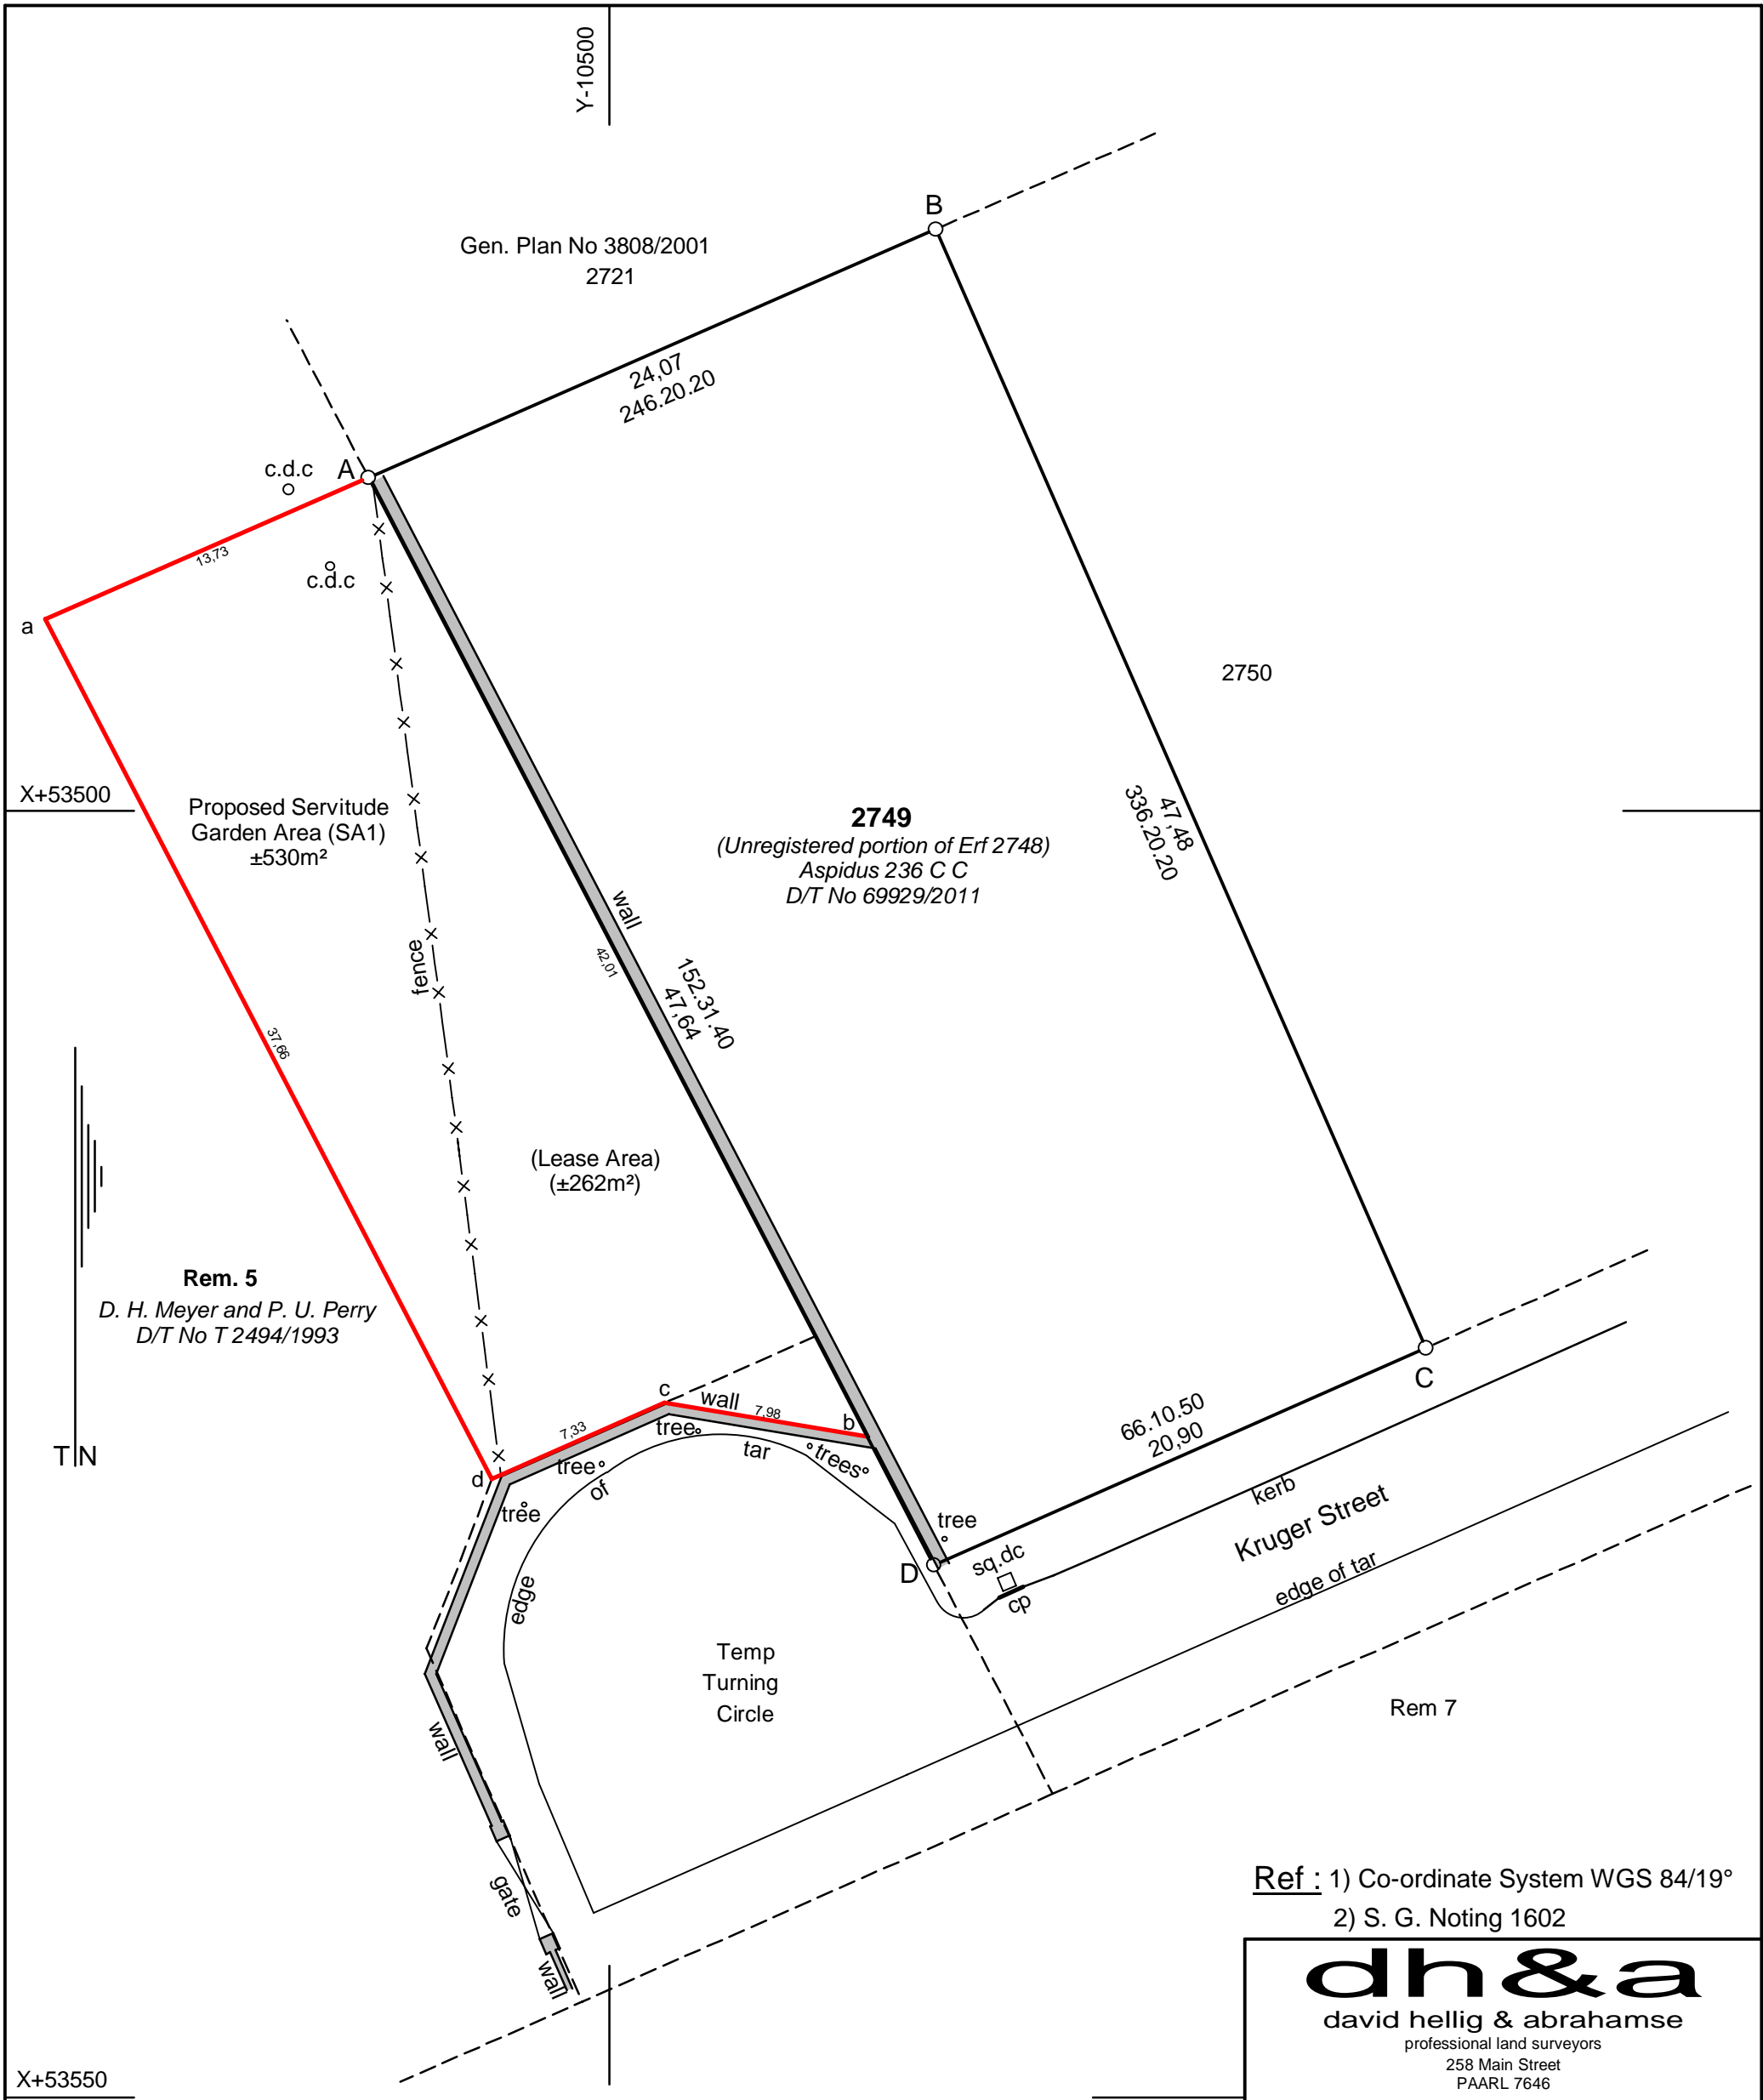 Y-10500
B
Gen. Plan No 3808/2001
2721
24,07
246.20.20
c.d.c
A
13,73
c.d.c
a
2750
X+53500
Proposed Servitude
Garden Area (SA1)
±530m²
2749
(Unregistered portion of Erf 2748)
Aspidus 236 C C
D/T No 69929/2011
47,48
336.20.20
wall
fence
42,01
152.31.40
47,64
37,66
(Lease Area)
(±262m²)
Rem. 5
D. H. Meyer and P. U. Perry
D/T No T 2494/1993
C
c
wall
7,98
b
7,33
tree
tar
trees
66.10.50
20,90
TN
d
tree
of
tree
kerb
Kruger Street
tree
D
sq.dc
cp
edge of tar
edge
Temp
Turning
Circle
Rem 7
wall
gate
wall
Ref : 1) Co-ordinate System WGS 84/19°
2) S. G. Noting 1602
dh&a
david hellig & abrahamse
professional land surveyors
258 Main Street
PAARL 7646
X+53550